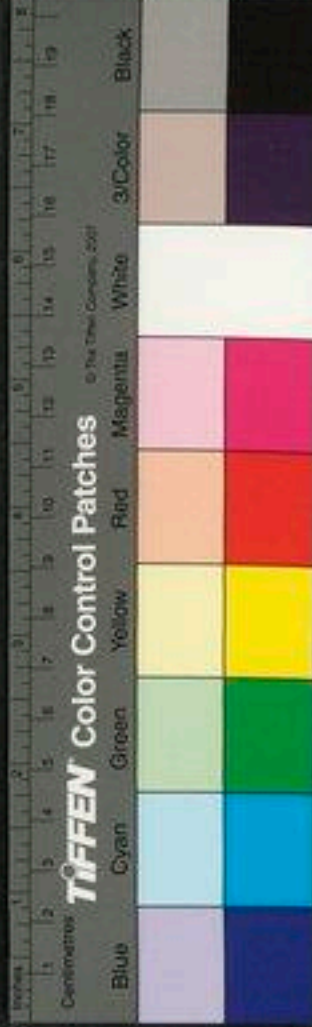 Inches 1 2 3 4 5 6 7 8
Centimetres 1 2 3 4 5 6 7 8 9 10 11 12 13 14 15 16 17 18 19
TIFFEN Color Control Patches © The Tiffen Company, 2007
Blue Cyan Green Yellow Red Magenta White 3/Color Black